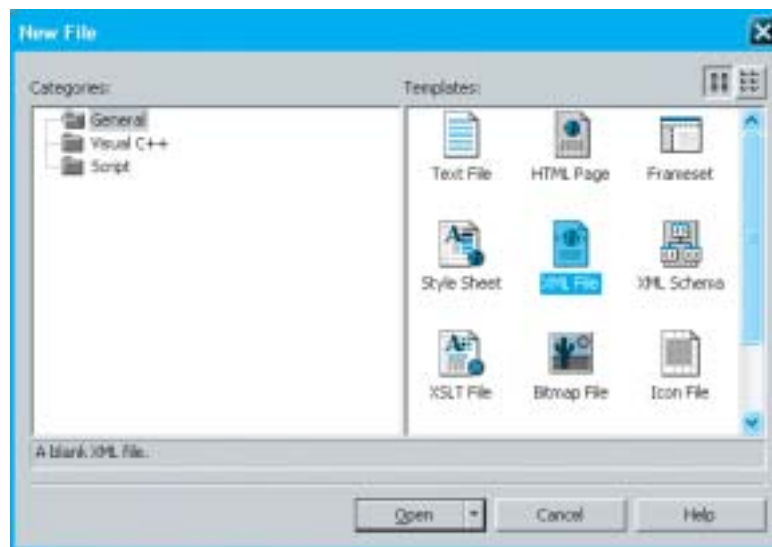 New File
Categories:
Templates:
General
Visual C++
Script
Text File
HTML Page
Frameset
Style Sheet
XML File
XML Schema
XSLT File
Bitmap File
Icon File
A blank XML file.
Open
Cancel
Help